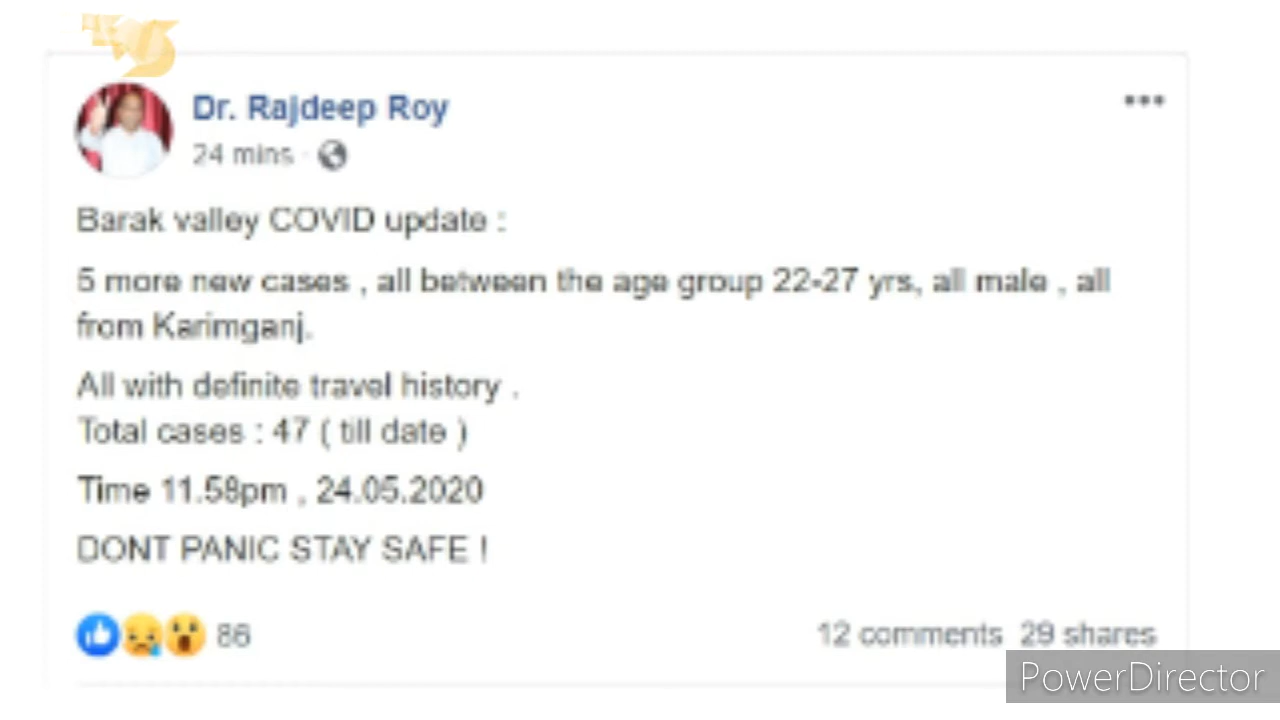 Dr. Rajdeep Roy
24 mins ·
Barak valley COVID update :
5 more new cases , all between the age group 22-27 yrs, all male , all
from Karimganj.
All with definite travel history .
Total cases : 47 ( till date )
Time 11.58pm , 24.05.2020
DONT PANIC STAY SAFE !
86
12 comments 29 shares
PowerDirector